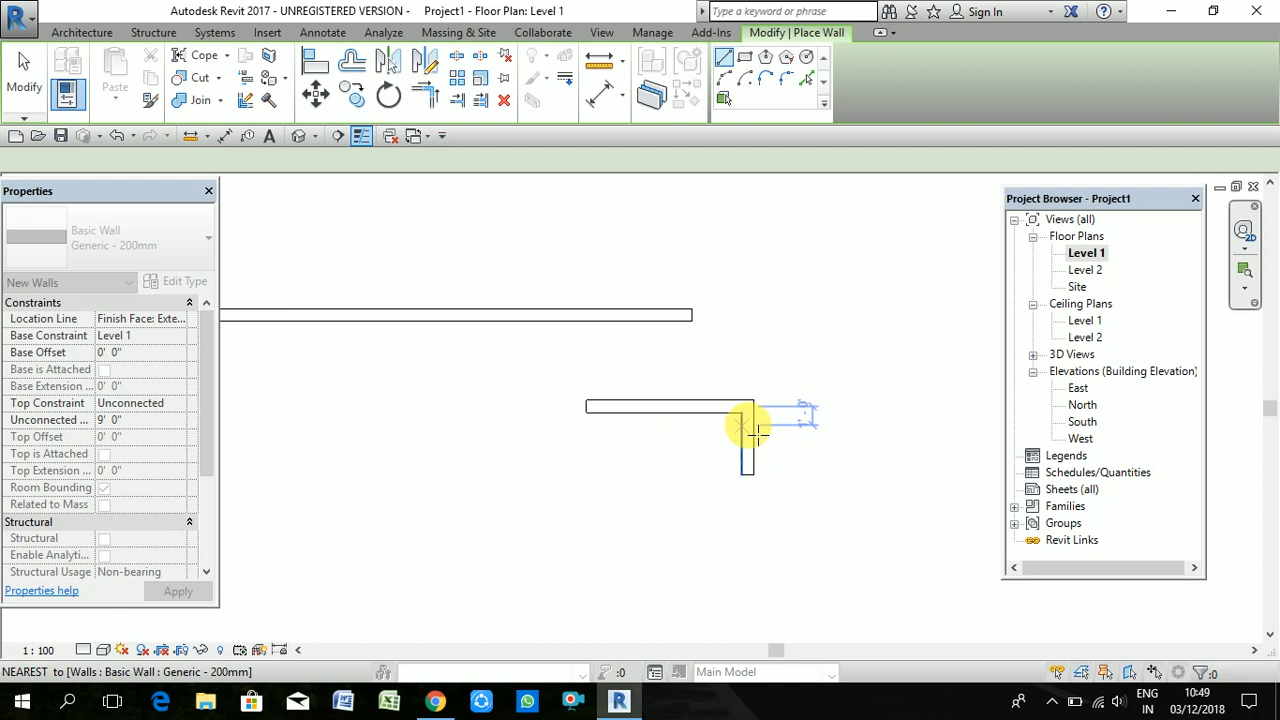 Autodesk Revit 2017 - UNREGISTERED VERSION - Project1 - Floor Plan: Level 1
Type a keyword or phrase
Sign In
Architecture Structure Systems Insert Annotate Analyze Massing & Site Collaborate View Manage Add-Ins Modify | Place Wall
Modify
Paste
Cope
Cut
Join
Properties
Basic Wall
Generic - 200mm
New Walls
Edit Type
Constraints
Location Line Finish Face: Exte...
Base Constraint Level 1
Base Offset 0' 0"
Base is Attached
Base Extension ... 0' 0"
Top Constraint Unconnected
Unconnected ... 9' 0"
Top Offset 0' 0"
Top is Attached
Top Extension ... 0' 0"
Room Bounding
Related to Mass
Structural
Structural
Enable Analyti...
Structural Usage Non-bearing
Properties help
Apply
Project Browser - Project1
Views (all)
Floor Plans
Level 1
Level 2
Site
Ceiling Plans
Level 1
Level 2
3D Views
Elevations (Building Elevation)
East
North
South
West
Legends
Schedules/Quantities
Sheets (all)
Families
Groups
Revit Links
2D
1 : 100
NEAREST to [Walls : Basic Wall : Generic - 200mm]
:0
Main Model
:0
ENG
IN
10:49
03/12/2018